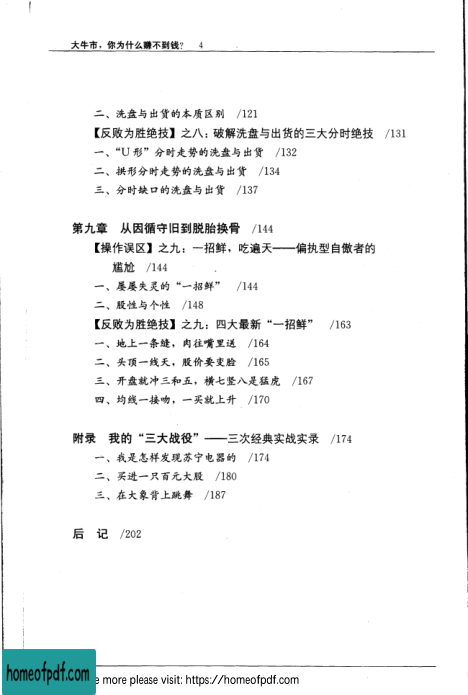 大牛市，你为什么赚不到钱？ 4
二、洗盘与出货的本质区别 /121
【反败为胜绝技】之八：破解洗盘与出货的三大分时绝技 /131
一、“U形”分时走势的洗盘与出货 /132
二、拱形分时走势的洗盘与出货 /134
三、分时缺口的洗盘与出货 /137
第九章 从因循守旧到脱胎换骨 /144
【操作误区】之九：一招鲜，吃遍天——偏执型自傲者的
尴尬 /144
一、屡屡失灵的“一招鲜” /144
二、股性与个性 /148
【反败为胜绝技】之九：四大最新“一招鲜” /163
一、地上一条缝，肉往嘴里送 /164
二、头顶一线天，股价要变脸 /165
三、开盘就冲三和五，横七竖八是猛虎 /167
四、均线一接吻，一买就上升 /170
附录 我的“三大战役”——三次经典实战实录 /174
一、我是怎样发现苏宁电器的 /174
二、买进一只百元大股 /180
三、在大象背上跳舞 /187
后 记 /202
homeofpdf.com
e more please visit: https://homeofpdf.com